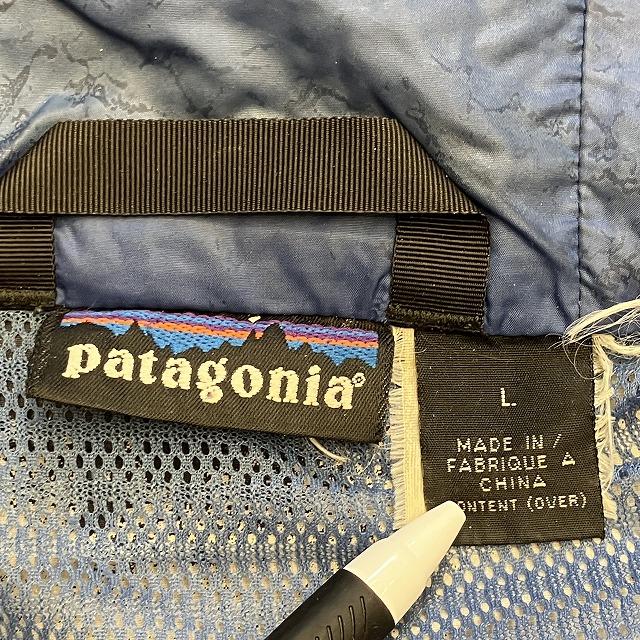 patagonia®
L
MADE IN /
FABRIQUE A
CHINA
CONTENT (OVER)